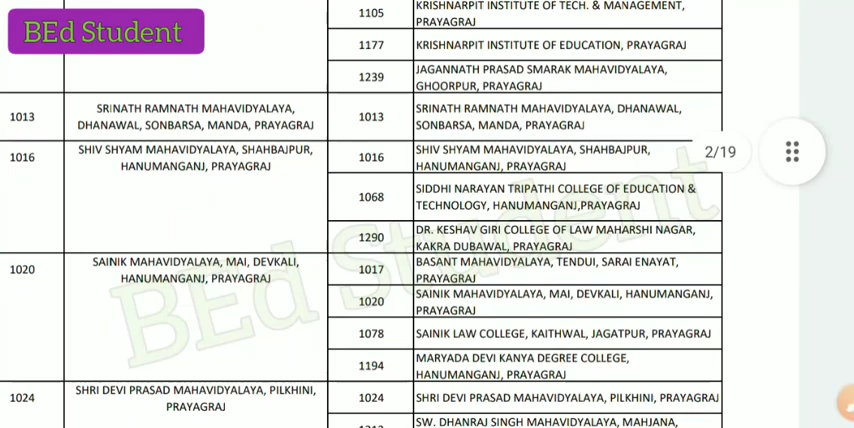 BEd Student
1105 KRISHNARPIT INSTITUTE OF TECH. & MANAGEMENT,
PRAYAGRAJ
1177 KRISHNARPIT INSTITUTE OF EDUCATION, PRAYAGRAJ
1239 JAGANNATH PRASAD SMARAK MAHAVIDYALAYA,
GHOORPUR, PRAYAGRAJ
1013 SRINATH RAMNATH MAHAVIDYALAYA,
DHANAWAL, SONBARSA, MANDA, PRAYAGRAJ
1013 SRINATH RAMNATH MAHAVIDYALAYA, DHANAWAL,
SONBARSA, MANDA, PRAYAGRAJ
1016 SHIV SHYAM MAHAVIDYALAYA, SHAHBAJPUR,
HANUMANGANJ, PRAYAGRAJ
1016 SHIV SHYAM MAHAVIDYALAYA, SHAHBAJPUR,
HANUMANGANJ, PRAYAGRAJ
2/19
1068 SIDDHI NARAYAN TRIPATHI COLLEGE OF EDUCATION &
TECHNOLOGY, HANUMANGANJ,PRAYAGRAJ
1290 DR. KESHAV GIRI COLLEGE OF LAW MAHARSHI NAGAR,
KAKRA DUBAWAL, PRAYAGRAJ
1020 SAINIK MAHAVIDYALAYA, MAI, DEVKALI,
HANUMANGANJ, PRAYAGRAJ
1017 BASANT MAHAVIDYALAYA, TENDUI, SARAI ENAYAT,
PRAYAGRAJ
1020 SAINIK MAHAVIDYALAYA, MAI, DEVKALI, HANUMANGANJ,
PRAYAGRAJ
1078 SAINIK LAW COLLEGE, KAITHWAL, JAGATPUR, PRAYAGRAJ
1194 MARYADA DEVI KANYA DEGREE COLLEGE,
HANUMANGANJ, PRAYAGRAJ
1024 SHRI DEVI PRASAD MAHAVIDYALAYA, PILKHINI,
PRAYAGRAJ
1024 SHRI DEVI PRASAD MAHAVIDYALAYA, PILKHINI, PRAYAGRAJ
SW. DHANRAJ SINGH MAHAVIDYALAYA, MAHJANA,
BEd Student